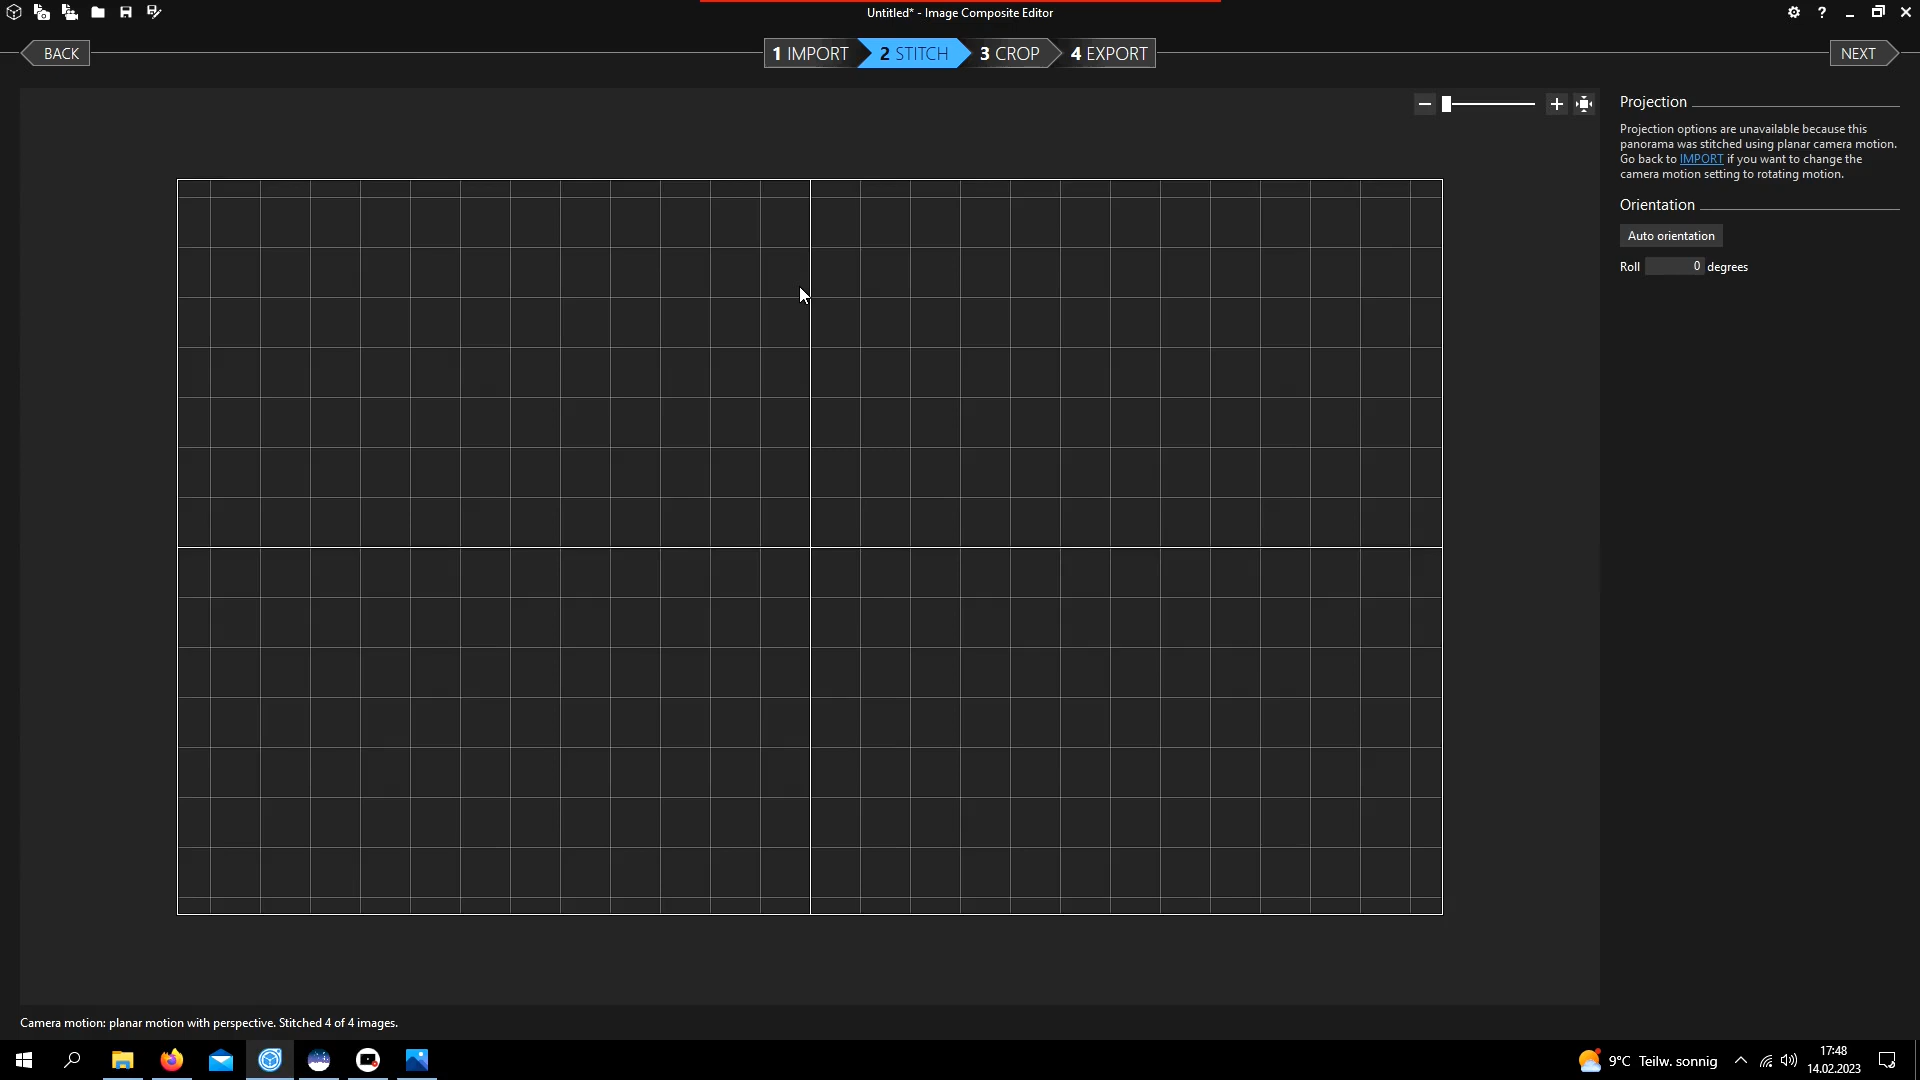 Untitled* - Image Composite Editor
BACK
1 IMPORT
2 STITCH
3 CROP
4 EXPORT
NEXT
Projection
Projection options are unavailable because this
panorama was stitched using planar camera motion.
Go back to IMPORT if you want to change the
camera motion setting to rotating motion.
Orientation
Auto orientation
Roll 0 degrees
Camera motion: planar motion with perspective. Stitched 4 of 4 images.
9°C Teilw. sonnig
17:48
14.02.2023